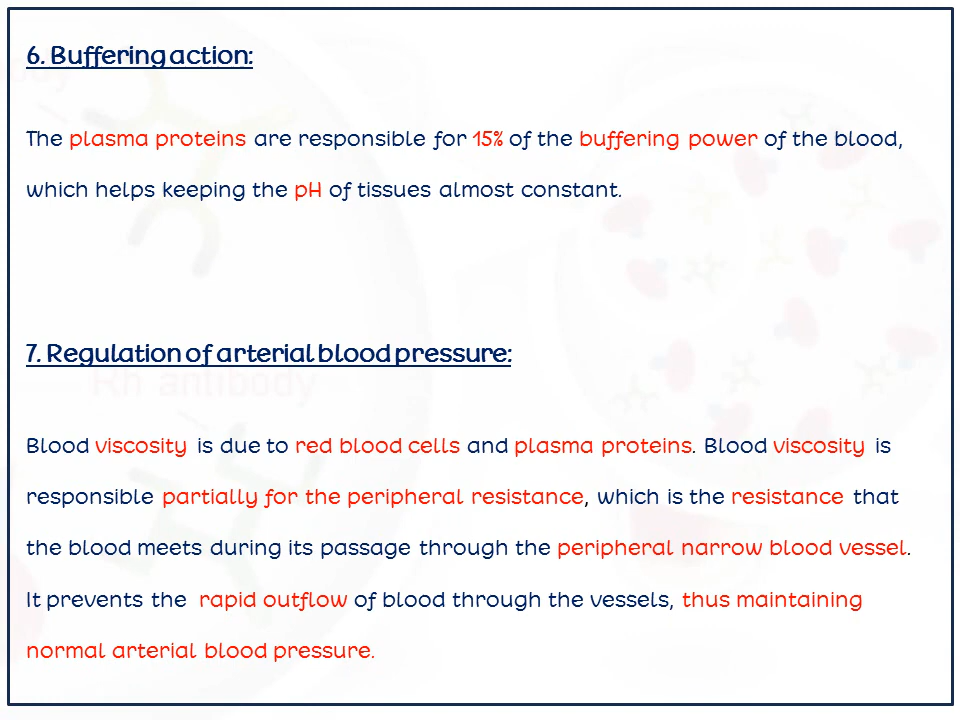 6. Buffering action:
The plasma proteins are responsible for 15% of the buffering power of the blood,
which helps keeping the pH of tissues almost constant.
7. Regulation of arterial blood pressure:
Rh antibody
Blood viscosity is due to red blood cells and plasma proteins. Blood viscosity is
responsible partially for the peripheral resistance, which is the resistance that
the blood meets during its passage through the peripheral narrow blood vessel.
It prevents the rapid outflow of blood through the vessels, thus maintaining
normal arterial blood pressure.